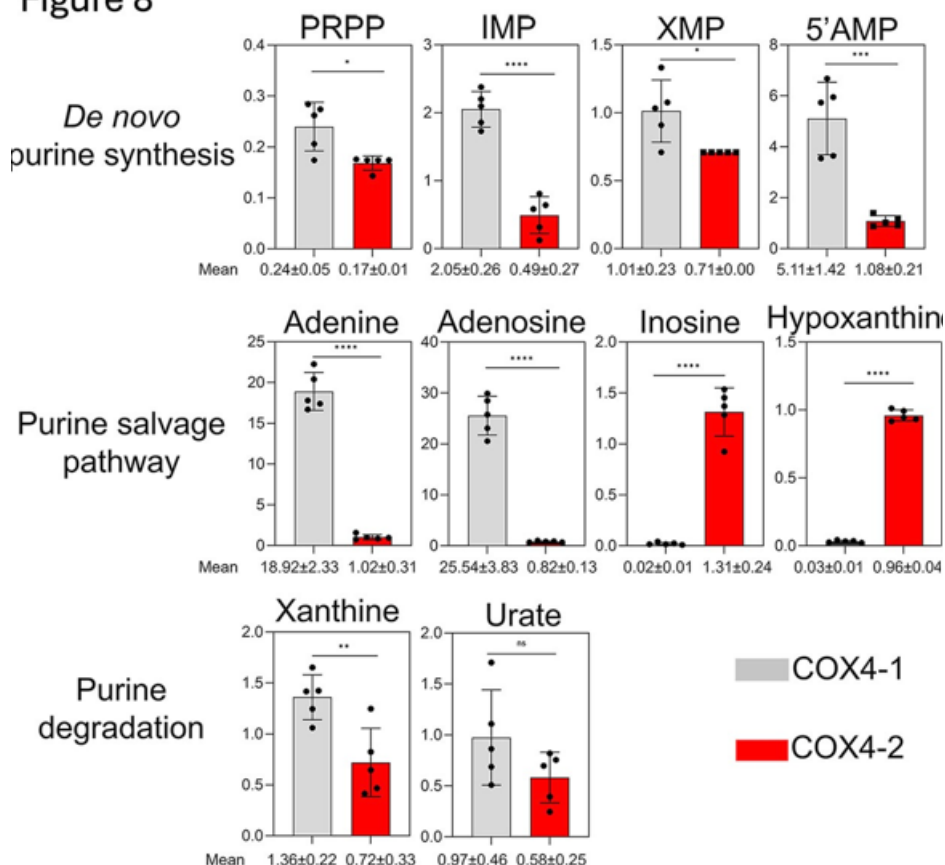 Figure 8
De novo
purine synthesis
PRPP
0.4
0.3
0.2
0.1
0.0
*
Mean 0.24±0.05 0.17±0.01
IMP
3
2
1
0
****
2.05±0.26 0.49±0.27
XMP
1.5
1.0
0.5
0.0
*
1.01±0.23 0.71±0.00
5'AMP
8
6
4
2
0
***
5.11±1.42 1.08±0.21
Purine salvage
pathway
Adenine
25
20
15
10
5
0
****
Mean 18.92±2.33 1.02±0.31
Adenosine
40
30
20
10
0
****
25.54±3.83 0.82±0.13
Inosine
2.0
1.5
1.0
0.5
0.0
****
0.02±0.01 1.31±0.24
Hypoxanthine
1.5
1.0
0.5
0.0
****
0.03±0.01 0.96±0.04
Purine
degradation
Xanthine
2.0
1.5
1.0
0.5
0.0
**
Mean 1.36±0.22 0.72±0.33
Urate
2.0
1.5
1.0
0.5
0.0
ns
0.97±0.46 0.58±0.25
COX4-1
COX4-2